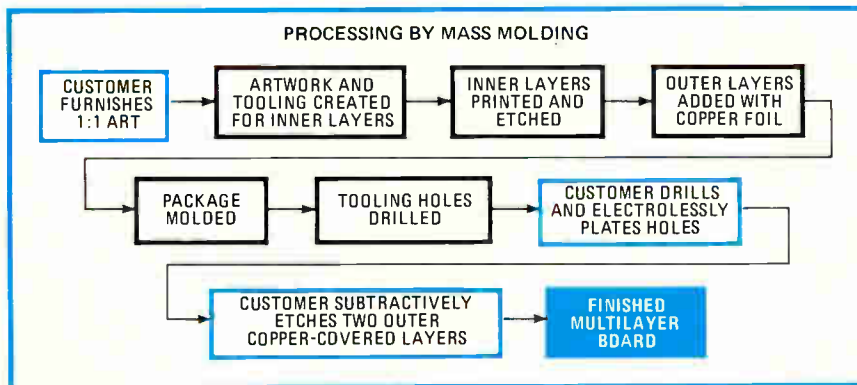 PROCESSING BY MASS MOLDING
CUSTOMER
FURNISHES
1:1 ART
ARTWORK AND
TOOLING CREATED
FOR INNER LAYERS
INNER LAYERS
PRINTED AND
ETCHED
OUTER LAYERS
ADDED WITH
COPPER FOIL
PACKAGE
MOLDED
TOOLING HOLES
DRILLED
CUSTOMER DRILLS
AND ELECTROLESSLY
PLATES HOLES
CUSTOMER SUBTRACTIVELY
ETCHES TWO OUTER
COPPER-COVERED LAYERS
FINISHED
MULTILAYER
BOARD